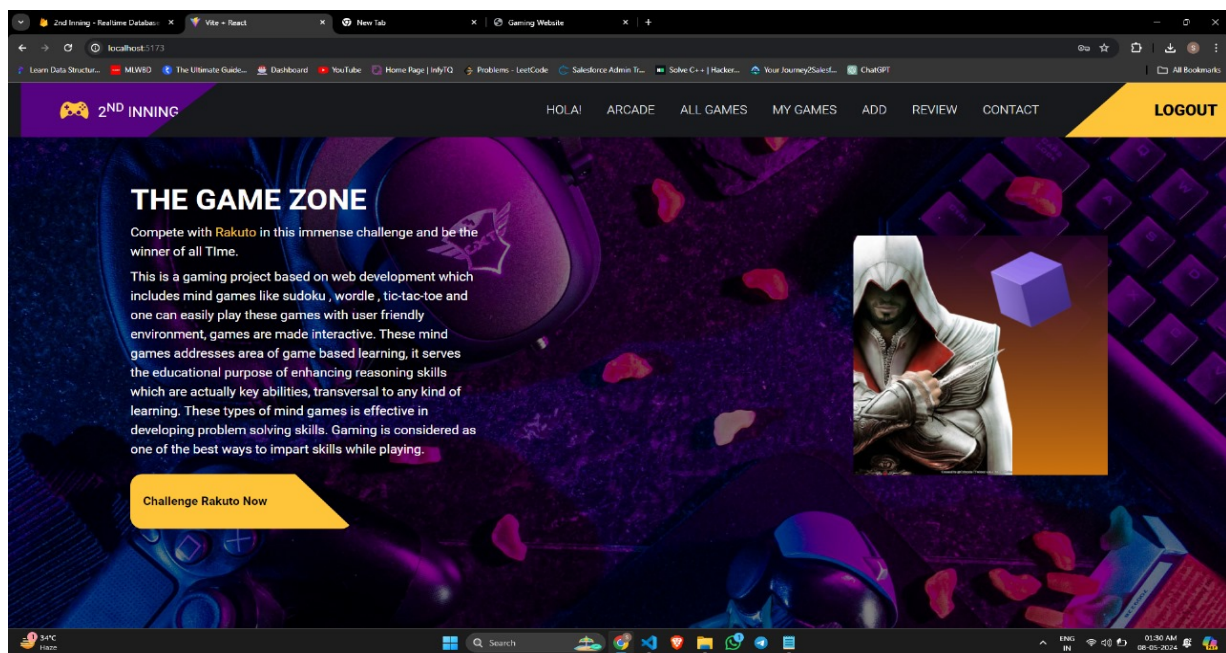 2nd Inning - Realtime Database
Vite + React
New Tab
Gaming Website
localhost:5173
Learn Data Structur...
MLWBD
The Ultimate Guide...
Dashboard
YouTube
Home Page | InfyTQ
Problems - LeetCode
Salesforce Admin Tr...
Solve C++ | Hacker...
Your Journey2Salesf...
ChatGPT
All Bookmarks
2ND INNING
HOLA!
ARCADE
ALL GAMES
MY GAMES
ADD
REVIEW
CONTACT
LOGOUT
THE GAME ZONE
Compete with Rakuto in this immense challenge and be the
winner of all TIme.
This is a gaming project based on web development which
includes mind games like sudoku , wordle , tic-tac-toe and
one can easily play these games with user friendly
environment, games are made interactive. These mind
games addresses area of game based learning, it serves
the educational purpose of enhancing reasoning skills
which are actually key abilities, transversal to any kind of
learning. These types of mind games is effective in
developing problem solving skills. Gaming is considered as
one of the best ways to impart skills while playing.
Challenge Rakuto Now
GXT
34°C
Haze
Search
ENG
IN
01:30 AM
08-05-2024